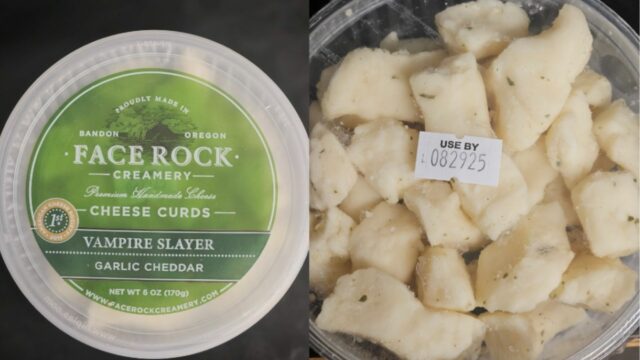 PROUDLY MADE IN
BANDON OREGON
FACE ROCK
CREAMERY
Premium Handmade Cheese
CHEESE CURDS
1st
VAMPIRE SLAYER
GARLIC CHEDDAR
NET WT 6 OZ (170g)
WWW.FACEROCKCREAMERY.COM
USE BY
082925